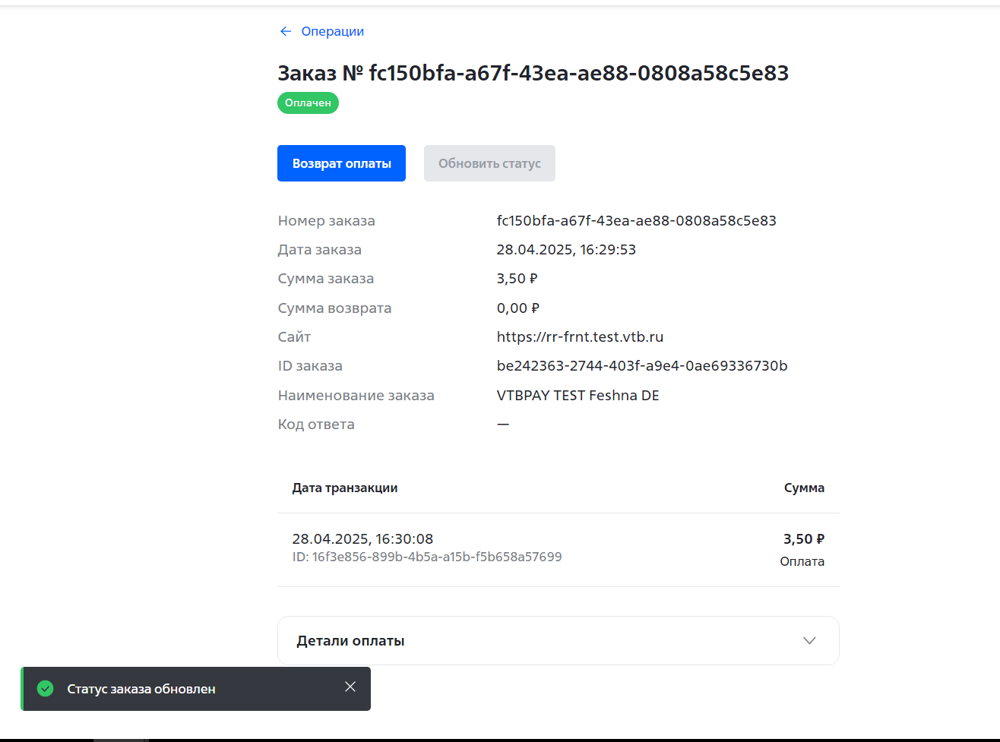 Операции
Заказ № fc150bfa-a67f-43ea-ae88-0808a58c5e83
Оплачен
Возврат оплаты Обновить статус
Номер заказа fc150bfa-a67f-43ea-ae88-0808a58c5e83
Дата заказа 28.04.2025, 16:29:53
Сумма заказа 3,50 ₽
Сумма возврата 0,00 ₽
Сайт https://rr-frnt.test.vtb.ru
ID заказа be242363-2744-403f-a9e4-0ae69336730b
Наименование заказа VTBPAY TEST Feshna DE
Код ответа —
Дата транзакции Сумма
28.04.2025, 16:30:08 3,50 ₽
ID: 16f3e856-899b-4b5a-a15b-f5b658a57699 Оплата
Детали оплаты
Статус заказа обновлен